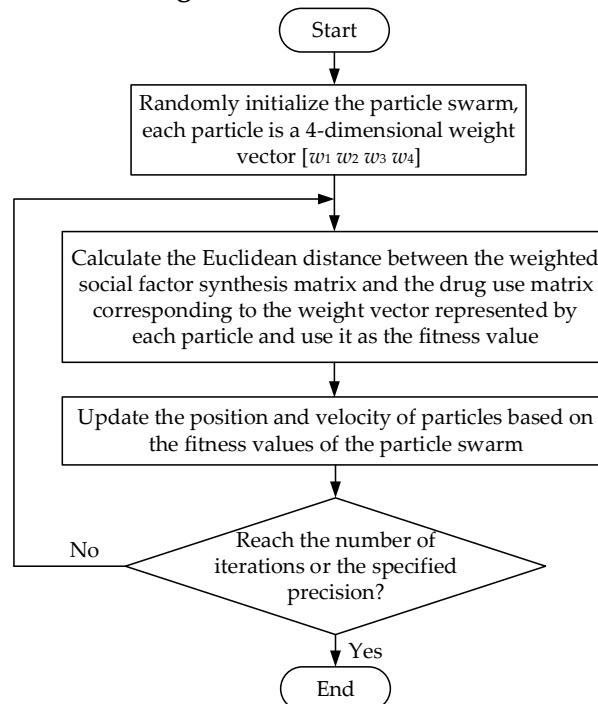 Start
Randomly initialize the particle swarm,
each particle is a 4-dimensional weight
vector [w1 w2 w3 w4]
Calculate the Euclidean distance between the weighted
social factor synthesis matrix and the drug use matrix
corresponding to the weight vector represented by
each particle and use it as the fitness value
Update the position and velocity of particles based on
the fitness values of the particle swarm
Reach the number of
iterations or the specified
precision?
No
Yes
End